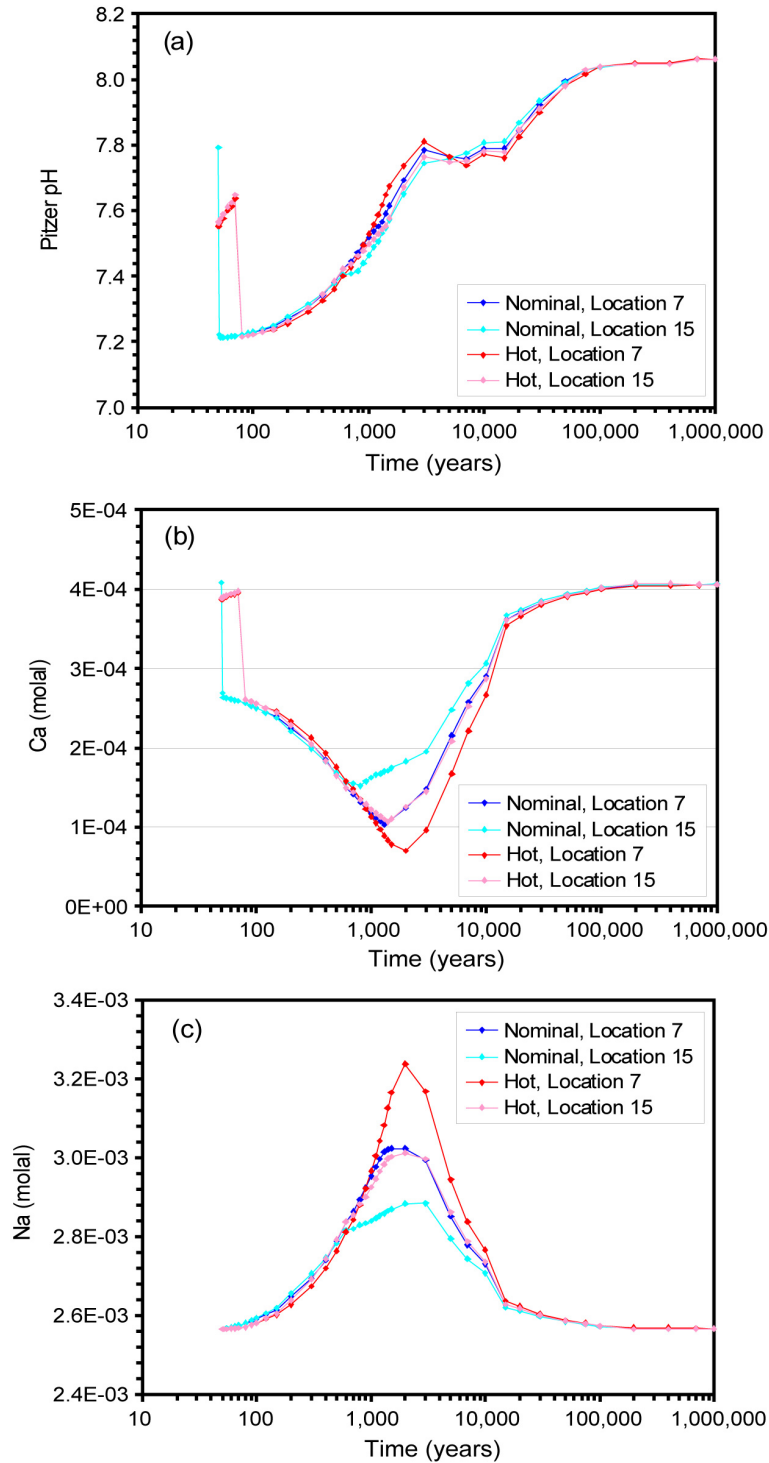 (a)
Pitzer pH
8.2
8.0
7.8
7.6
7.4
7.2
7.0
Nominal, Location 7
Nominal, Location 15
Hot, Location 7
Hot, Location 15
10 100 1,000 10,000 100,000 1,000,000
Time (years)
(b)
Ca (molal)
5E-04
4E-04
3E-04
2E-04
1E-04
0E+00
Nominal, Location 7
Nominal, Location 15
Hot, Location 7
Hot, Location 15
10 100 1,000 10,000 100,000 1,000,000
Time (years)
(c)
Na (molal)
3.4E-03
3.2E-03
3.0E-03
2.8E-03
2.6E-03
2.4E-03
Nominal, Location 7
Nominal, Location 15
Hot, Location 7
Hot, Location 15
10 100 1,000 10,000 100,000 1,000,000
Time (years)